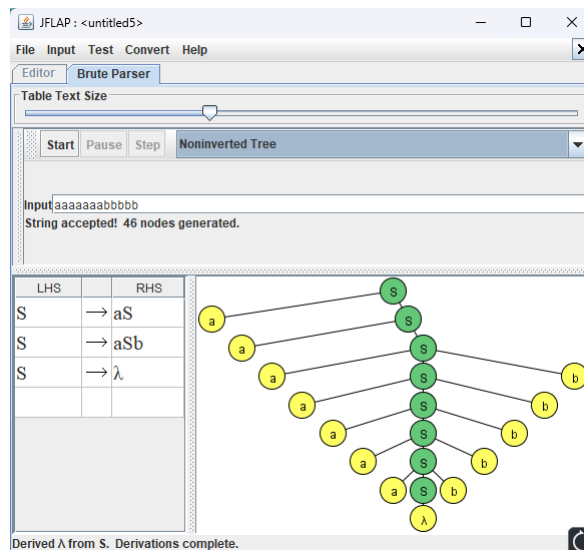 JFLAP : <untitled5>
File Input Test Convert Help
Editor Brute Parser
Table Text Size
Start Pause Step Noninverted Tree
Input aaaaaaabbbbb
String accepted! 46 nodes generated.
LHS RHS
S → aS
S → aSb
S → λ
S
a S
a S
a S b
a S b
a S b
a S b
a S b
λ
Derived λ from S. Derivations complete.